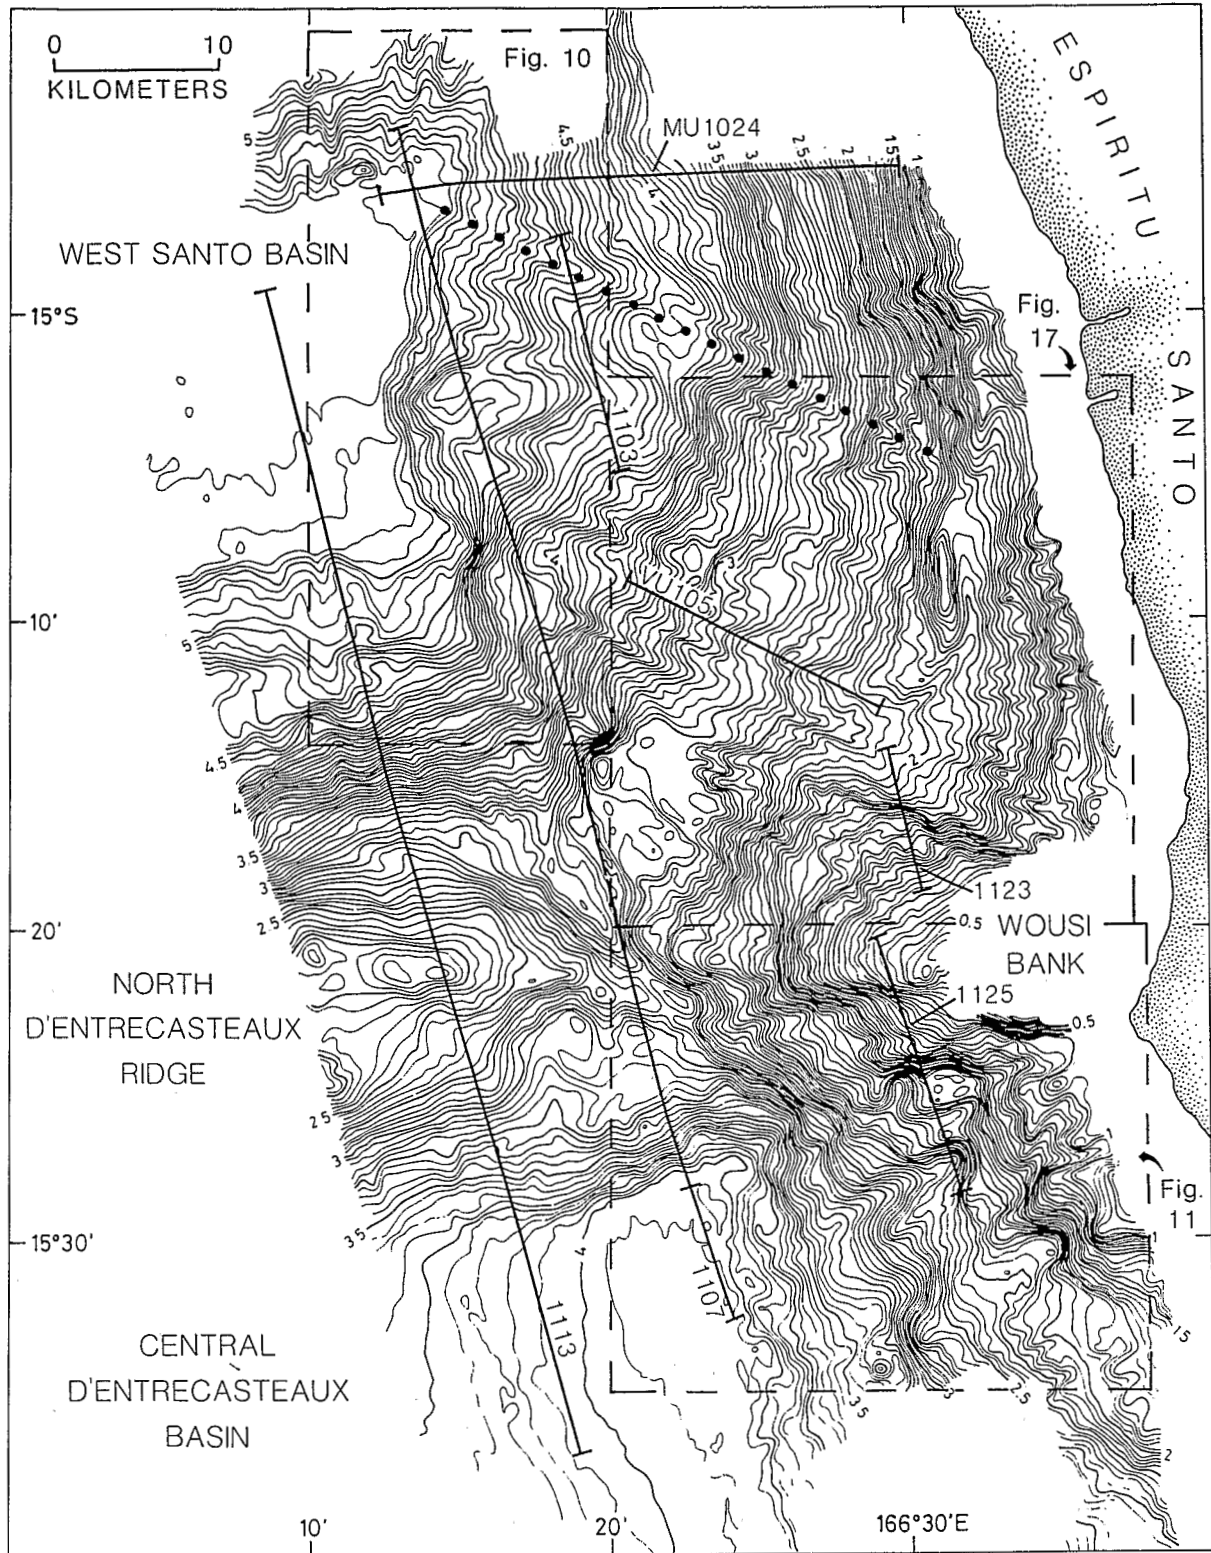 0 10
KILOMETERS
Fig. 10
ESPIRITU
SANTO
MU1024
5
4.5
4
3 5
3
2.5
2
1 5
1
WEST SANTO BASIN
15°S
Fig.
17
1103
10'
5
4.5
4
3.5
3
2.5
2
1123
0.5
WOUSI
BANK
20'
NORTH
D'ENTRECASTEAUX
RIDGE
1125
0.5
2 5
3
3 5
1
Fig.
11
15°30'
4
1
1107
1113
1 5
CENTRAL
D'ENTRECASTEAUX
BASIN
3 5
3
2.5
2
10'
20'
166°30'E